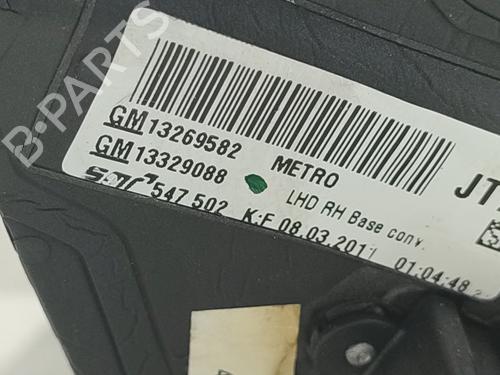 B-PARTS
GM 13269582 METRO
GM 13329088 LHD RH Base conv.
547 502 K:F 08.03.2011 01:04:48
JT